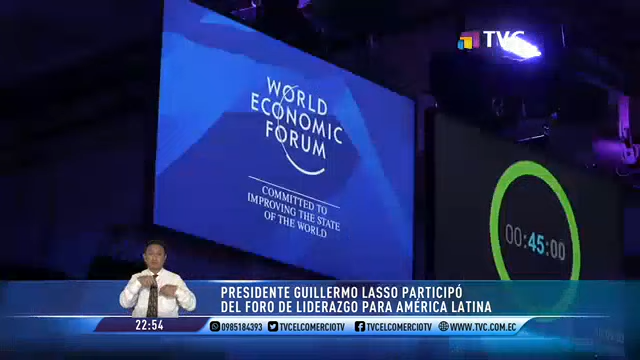 TVC
WORLD
ECONOMIC
FORUM
COMMITTED TO
IMPROVING THE STATE
OF THE WORLD
00:45:00
PRESIDENTE GUILLERMO LASSO PARTICIPÓ
DEL FORO DE LIDERAZGO PARA AMÉRICA LATINA
22:54
0985184393
TVCELCOMERCIOTV
TVCELCOMERCIOTV
WWW.TVC.COM.EC